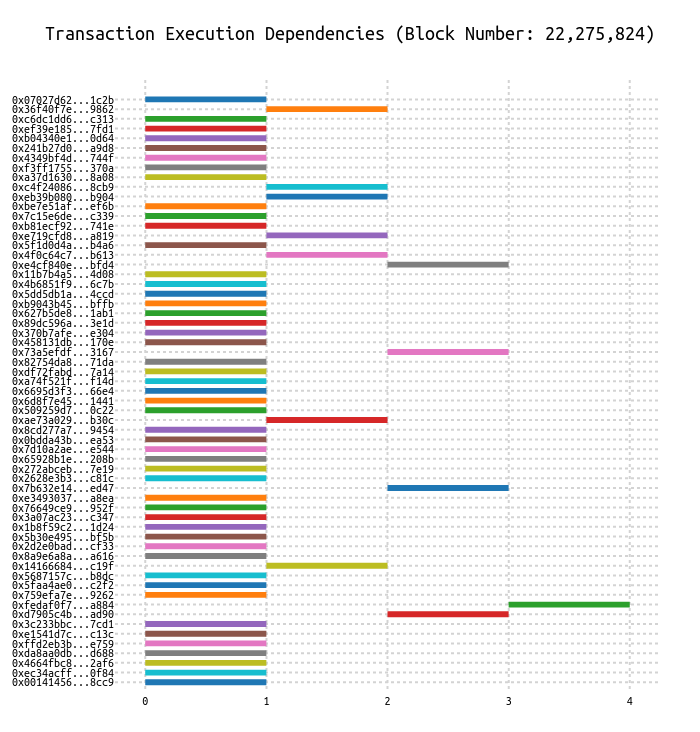 Transaction Execution Dependencies (Block Number: 22,275,824)
0x07027d62...1c2b
0x36f40f7e...9862
0xc6dc1dd6...c313
0xef39e185...7fd1
0xb04340e1...0d64
0x241b27d0...a9d8
0x4349bf4d...744f
0xf3ff1755...370a
0xa37d1630...8a08
0xc4f24086...8cb9
0xeb39b080...b904
0xbe7e51af...ef6b
0x7c15e6de...c339
0xb81ecf92...741e
0xe719cfd8...a819
0x5f1d0d4a...b4a6
0x4f0c64c7...b613
0xe4cf840e...bfd4
0x11b7b4a5...4d08
0x4b6851f9...6c7b
0x5dd5db1a...4ccd
0xb9043b45...bffb
0x627b5de8...1ab1
0x89dc596a...3e1d
0x370b7afe...e304
0x458131db...170e
0x73a5efdf...3167
0x82754da8...71da
0xdf72fabd...7a14
0xa74f521f...f14d
0x6695d3f3...66e4
0x6d8f7e45...1441
0x509259d7...0c22
0xae73a029...b30c
0x8cd277a7...9454
0x0bdda43b...ea53
0x7d10a2ae...e544
0x65928b1e...208b
0x272abceb...7e19
0x2628e3b3...c81c
0x7b632e14...ed47
0xe3493037...a8ea
0x76649ce9...952f
0x3a07ac23...c347
0x1b8f59c2...1d24
0x5b30e495...bf5b
0x2d2e0bad...cf33
0x8a9e6a8a...a616
0x14166684...c19f
0x5687157c...b8dc
0x5faa4ae0...c2f2
0x759efa7e...9262
0xfedaf0f7...a884
0xd7905c4b...ad90
0x3c233bbc...7cd1
0xe1541d7c...c13c
0xffd2eb3b...e759
0xda8aa0db...d688
0x4664fbc8...2af6
0xec34acff...0f84
0x00141456...8cc9
0 1 2 3 4